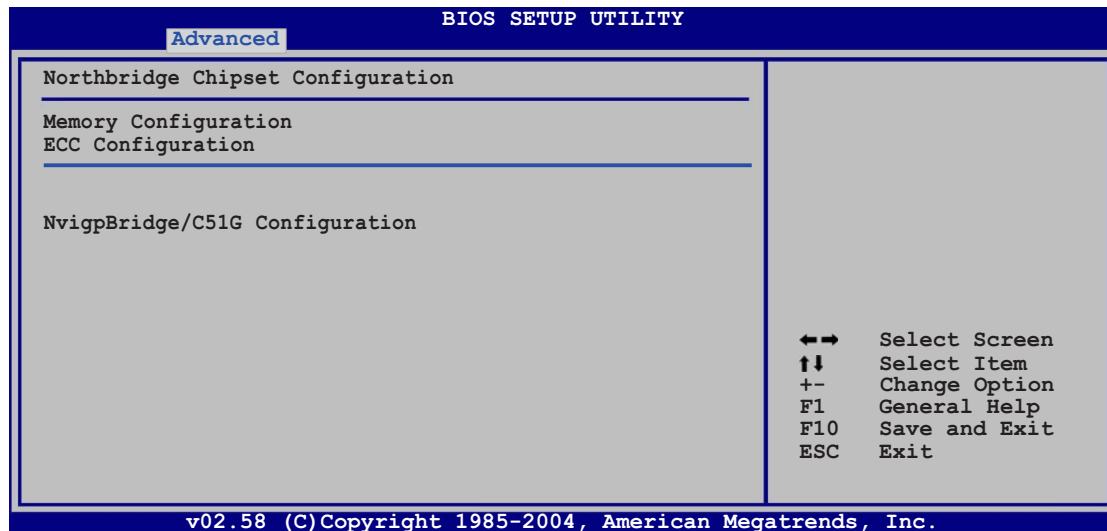 BIOS SETUP UTILITY
Advanced
Northbridge Chipset Configuration
Memory Configuration
ECC Configuration
NvigpBridge/C51G Configuration
←→ Select Screen
↑↓ Select Item
+- Change Option
F1 General Help
F10 Save and Exit
ESC Exit
v02.58 (C)Copyright 1985-2004, American Megatrends, Inc.